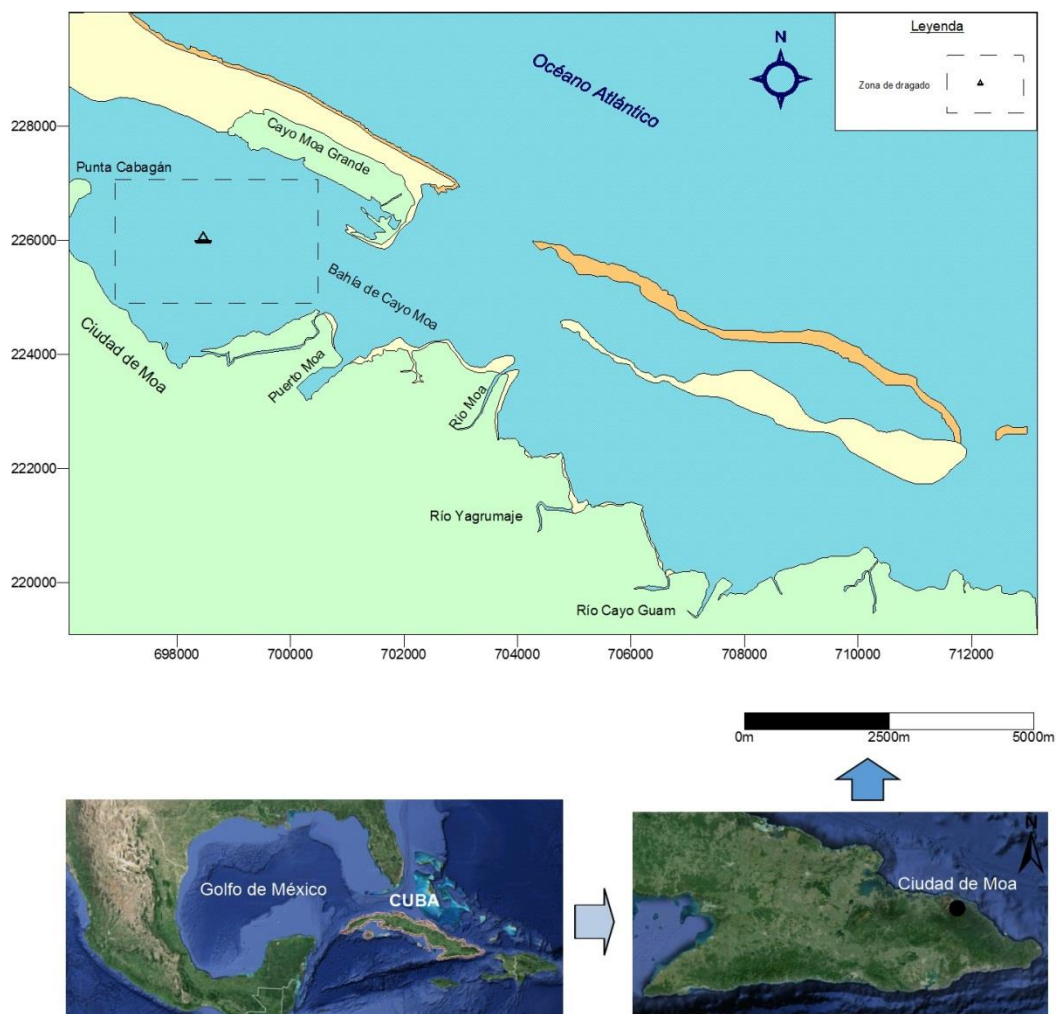 Leyenda
Zona de dragado
N
Océano Atlántico
228000
226000
224000
222000
220000
Cayo Moa Grande
Punta Cabagán
Bahía de Cayo Moa
Ciudad de Moa
Puerto Moa
Río Moa
Río Yagrumaje
Río Cayo Guam
698000 700000 702000 704000 706000 708000 710000 712000
0m 2500m 5000m
Golfo de México
CUBA
N
Ciudad de Moa